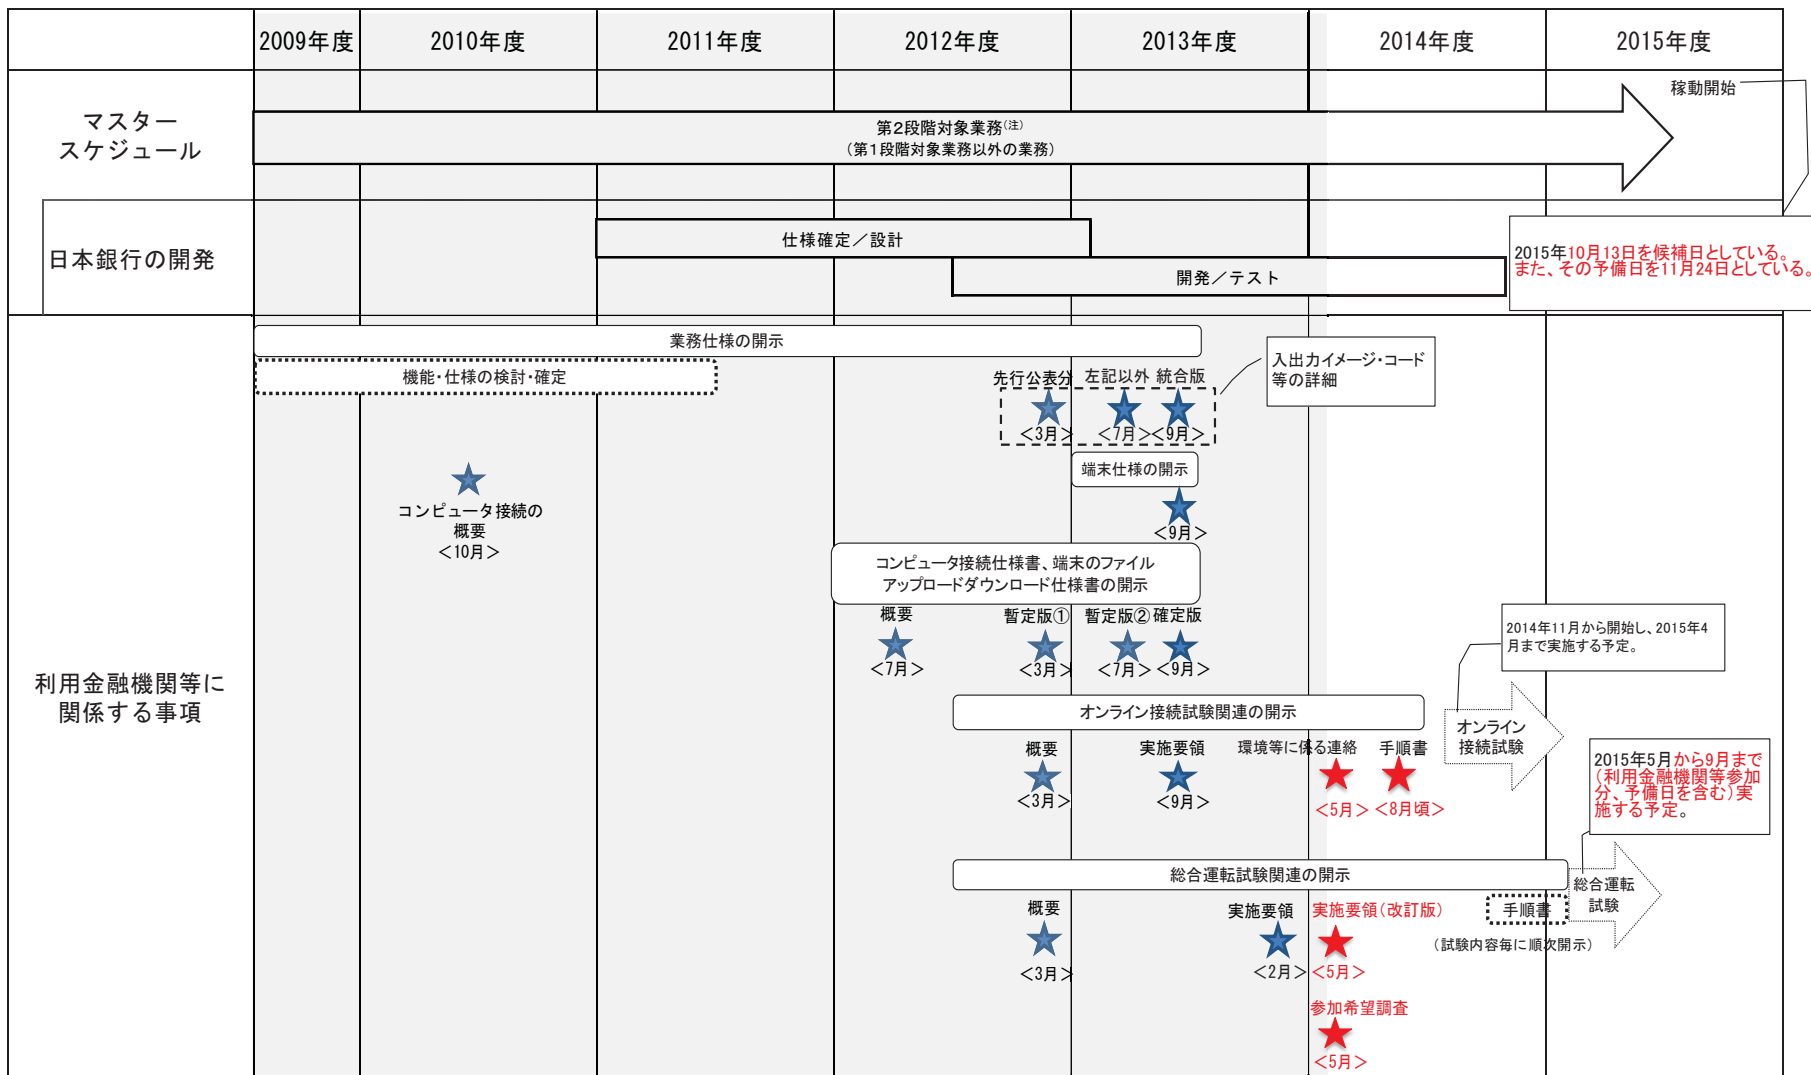 2009年度 2010年度 2011年度 2012年度 2013年度 2014年度 2015年度
マスター
スケジュール
稼動開始
第2段階対象業務(注)
(第1段階対象業務以外の業務)
日本銀行の開発
仕様確定/設計
開発/テスト
2015年10月13日を候補日としている。
また、その予備日を11月24日としている。
利用金融機関等に
関係する事項
業務仕様の開示
機能・仕様の検討・確定
先行公表分 左記以外 統合版
<3月> <7月> <9月>
入出力イメージ・コード
等の詳細
端末仕様の開示
<9月>
コンピュータ接続の
概要
<10月>
コンピュータ接続仕様書、端末のファイル
アップロードダウンロード仕様書の開示
概要 暫定版① 暫定版② 確定版
<7月> <3月> <7月> <9月>
2014年11月から開始し、2015年4
月まで実施する予定。
オンライン接続試験関連の開示
オンライン
接続試験
概要 実施要領 環境等に係る連絡 手順書
<3月> <9月> <5月> <8月頃>
2015年5月から9月まで
(利用金融機関等参加
分、予備日を含む)実
施する予定。
総合運転試験関連の開示
総合運転
試験
概要 実施要領 実施要領(改訂版) 手順書
(試験内容毎に順次開示)
<3月> <2月> <5月>
参加希望調査
<5月>